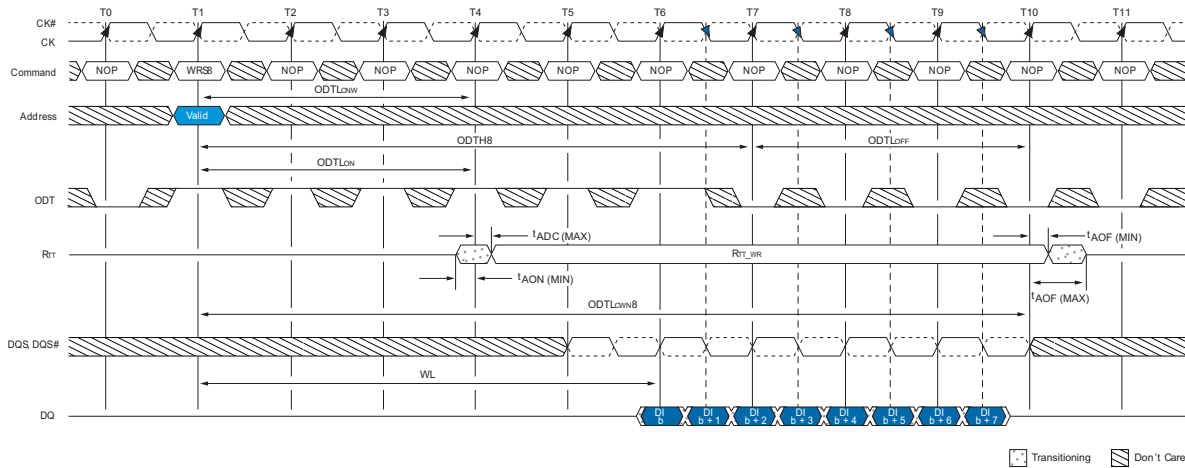 T0 T1 T2 T3 T4 T5 T6 T7 T8 T9 T10 T11
CK#
CK
Command NOP WRS8 NOP NOP NOP NOP NOP NOP NOP NOP NOP NOP
ODTLCNW
Address Valid
ODTH8 ODTLOFF
ODTLON
ODT
tADC (MAX) tAOF (MIN)
RTT RTT_WR
tAON (MIN) tAOF (MAX)
ODTLCWN8
DQS, DQS#
WL
DQ DI b DI b + 1 DI b + 2 DI b + 3 DI b + 4 DI b + 5 DI b + 6 DI b + 7
Transitioning Don't Care